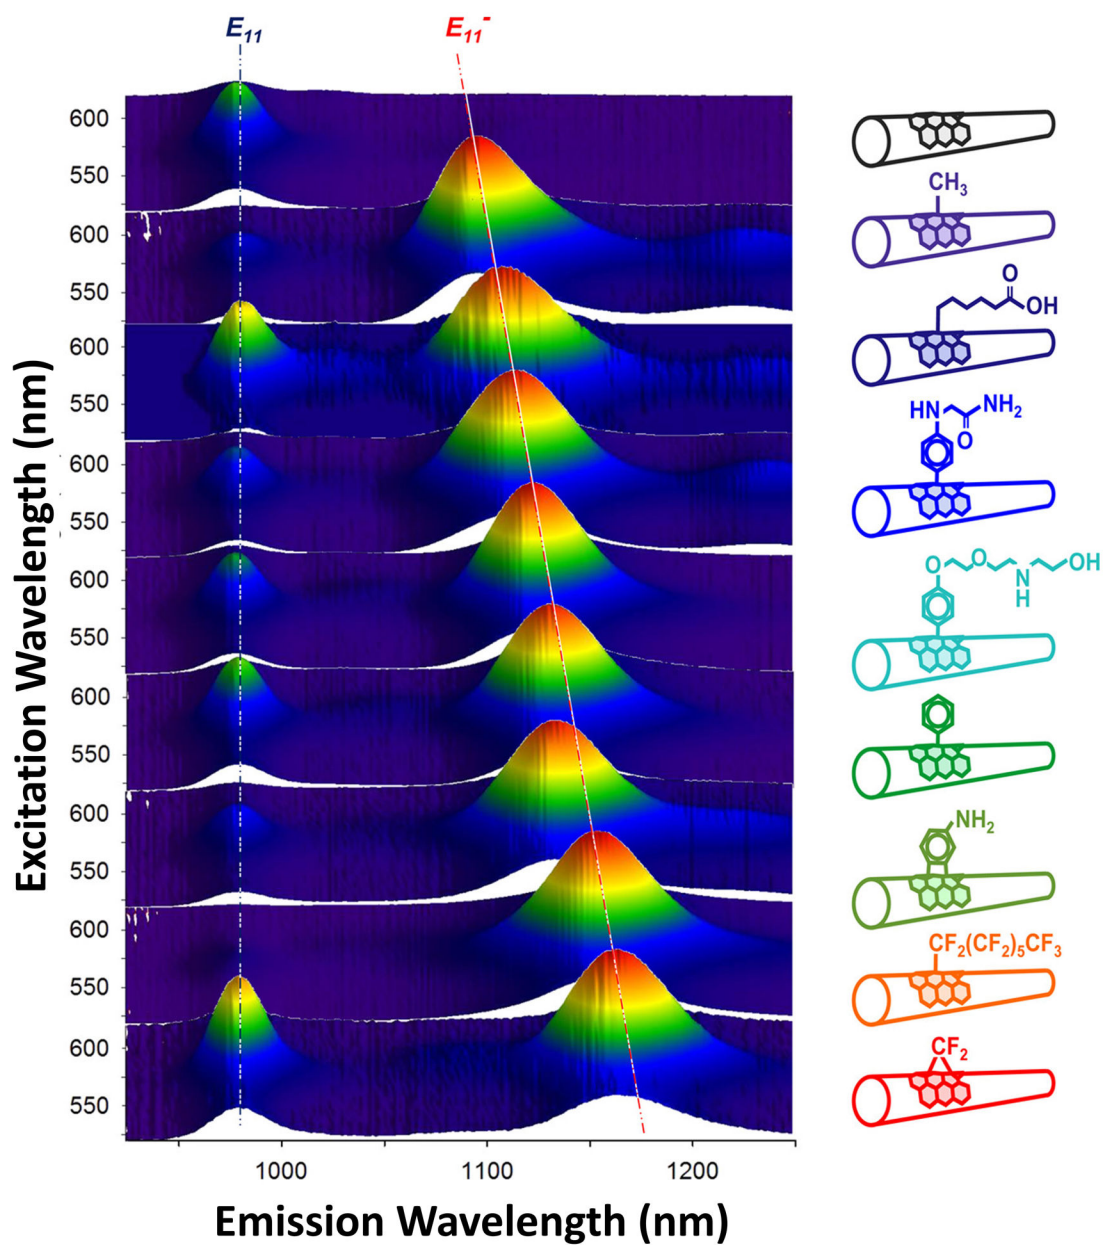 E11
E11-
600
550
600
550
600
550
600
550
600
550
600
550
600
550
600
550
600
550
1000
1100
1200
Excitation Wavelength (nm)
Emission Wavelength (nm)
CH3
O
OH
HN
NH2
O
O
O
N
H
OH
NH2
CF2(CF2)5CF3
CF2